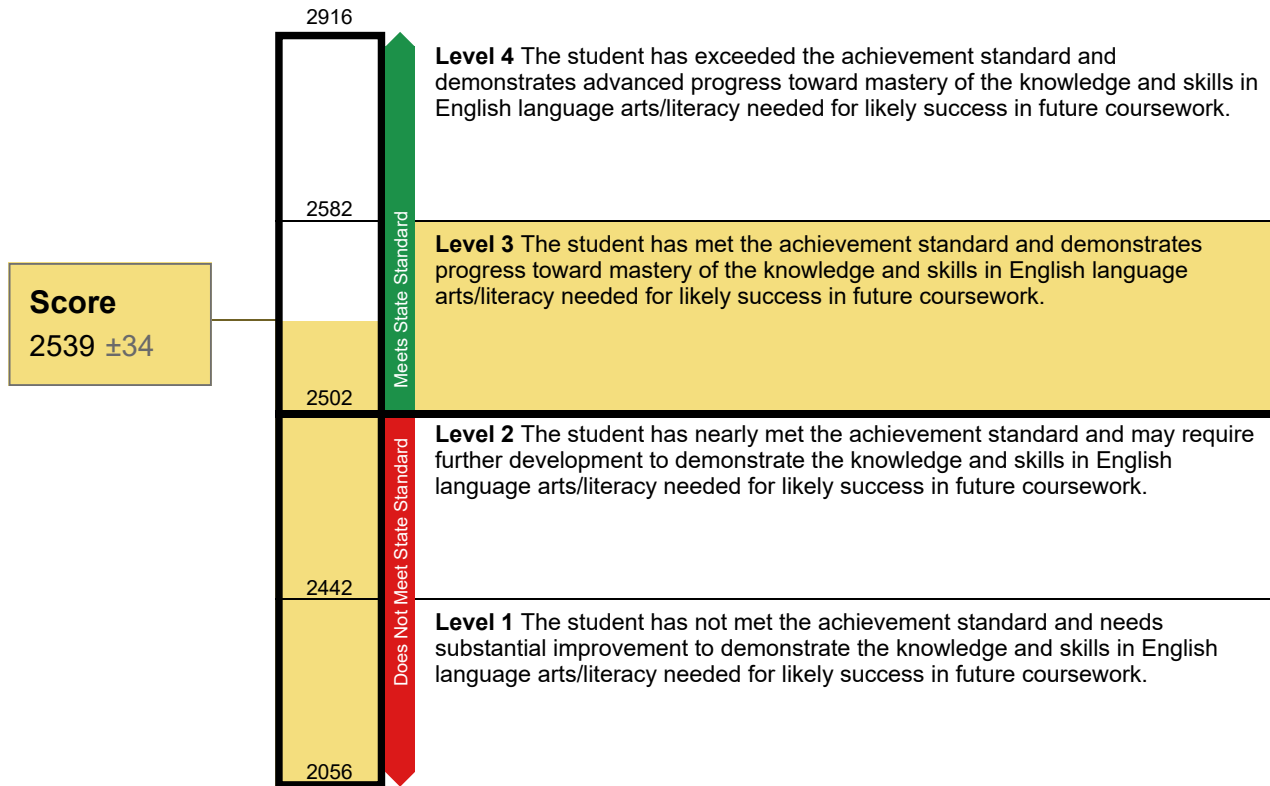 2916
Level 4 The student has exceeded the achievement standard and
demonstrates advanced progress toward mastery of the knowledge and skills in
English language arts/literacy needed for likely success in future coursework.
2582
Meets State Standard
Level 3 The student has met the achievement standard and demonstrates
progress toward mastery of the knowledge and skills in English language
arts/literacy needed for likely success in future coursework.
Score
2539 ±34
2502
Does Not Meet State Standard
Level 2 The student has nearly met the achievement standard and may require
further development to demonstrate the knowledge and skills in English
language arts/literacy needed for likely success in future coursework.
2442
Level 1 The student has not met the achievement standard and needs
substantial improvement to demonstrate the knowledge and skills in English
language arts/literacy needed for likely success in future coursework.
2056